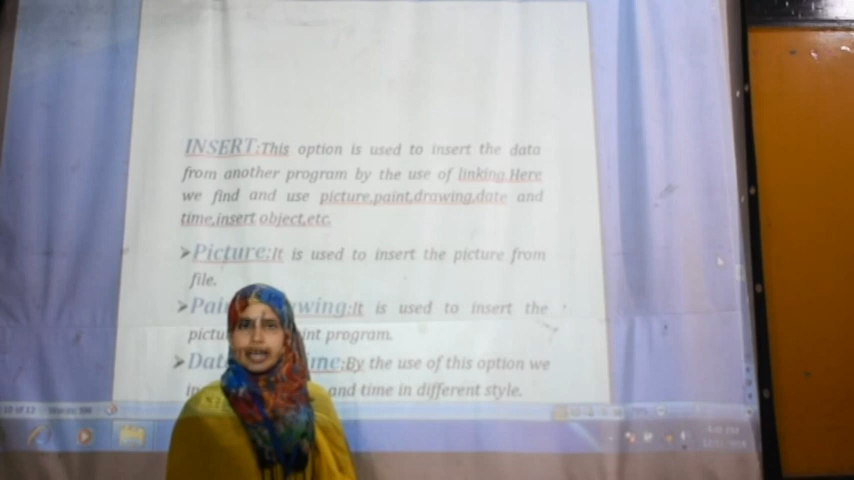 INSERT:This option is used to insert the data
from another program by the use of linking.Here
we find and use picture,paint,drawing,date and
time,insert object,etc.
➢Picture:It is used to insert the picture from
file.
➢Pai wing:It is used to insert the
pictu int program.
➢Dat me:By the use of this option we
in and time in different style.